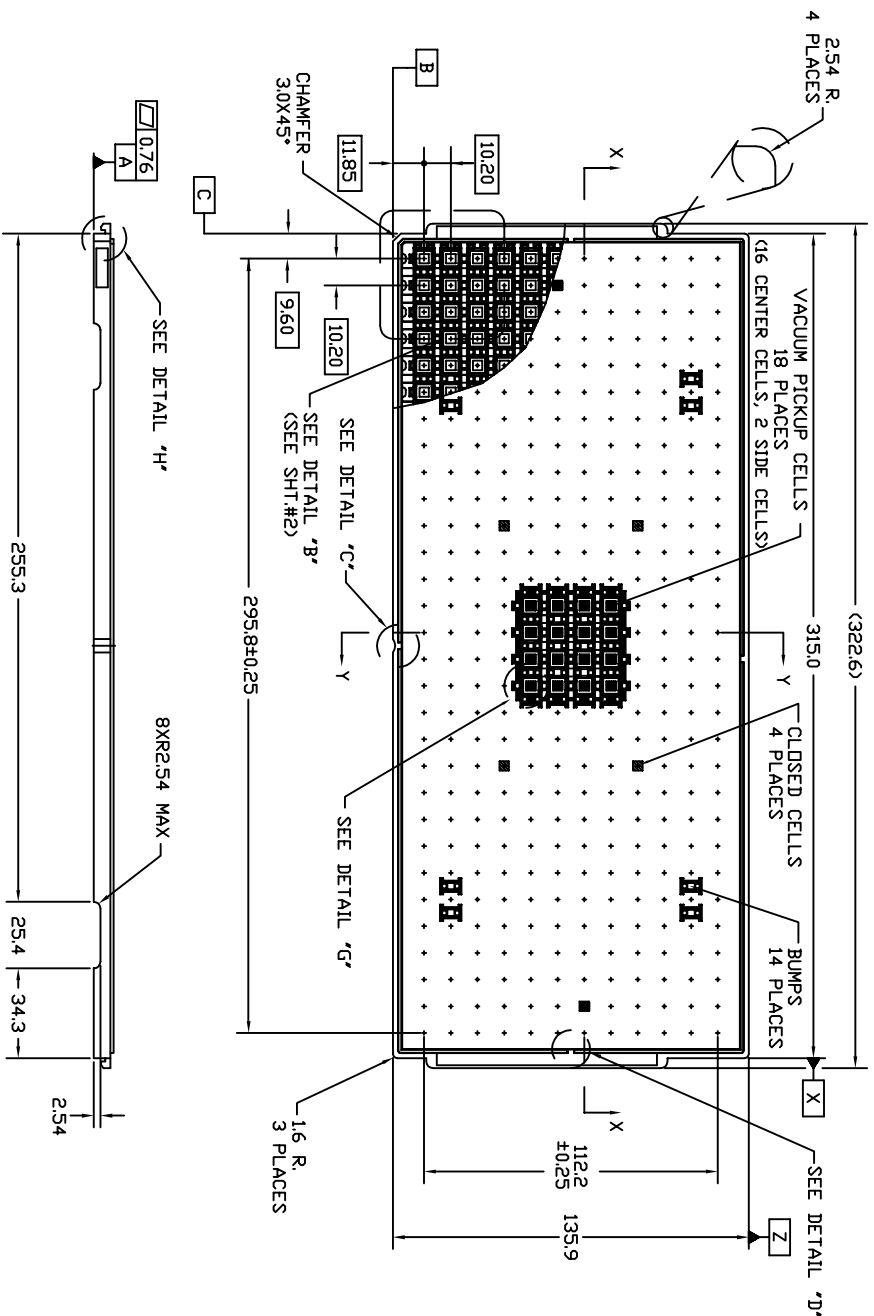 2.54 R.
4 PLACES
(322.6)
315.0
X
Z
SEE DETAIL "D"
VACUUM PICKUP CELLS
18 PLACES
(16 CENTER CELLS, 2 SIDE CELLS)
CLOSED CELLS
4 PLACES
BUMPS
14 PLACES
X
X
Y
Y
B
10.20
11.85
CHAMFER
3.0X45°
C
9.60
10.20
SEE DETAIL "B"
(SEE SHT.#2)
SEE DETAIL "C"
SEE DETAIL "G"
295.8±0.25
112.2
±0.25
135.9
1.6 R.
3 PLACES
0.76
A
SEE DETAIL "H"
8XR2.54 MAX
255.3
25.4
34.3
2.54